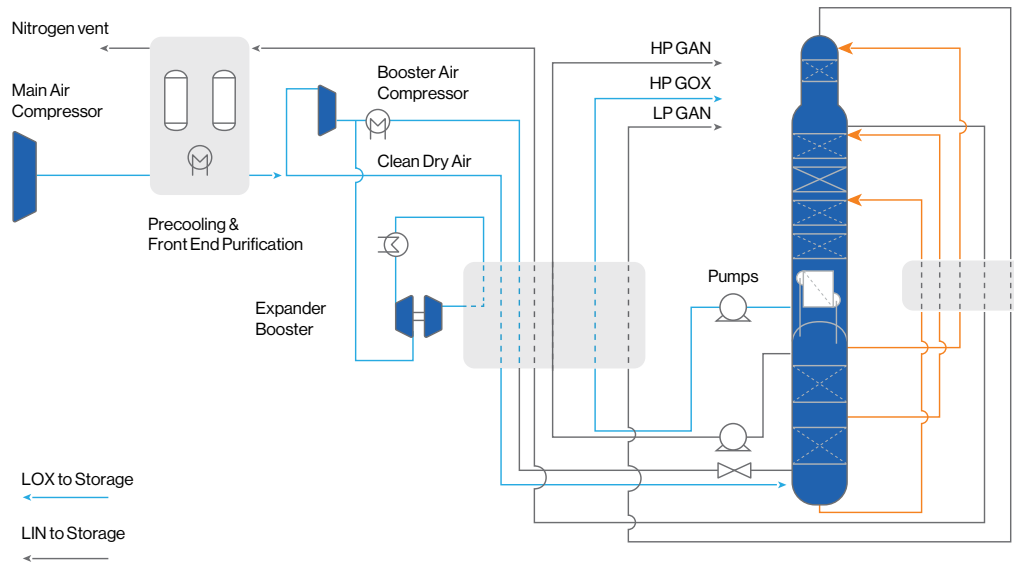 Nitrogen vent
Main Air
Compressor
Precooling &
Front End Purification
Booster Air
Compressor
Clean Dry Air
Expander
Booster
HP GAN
HP GOX
LP GAN
Pumps
LOX to Storage
LIN to Storage